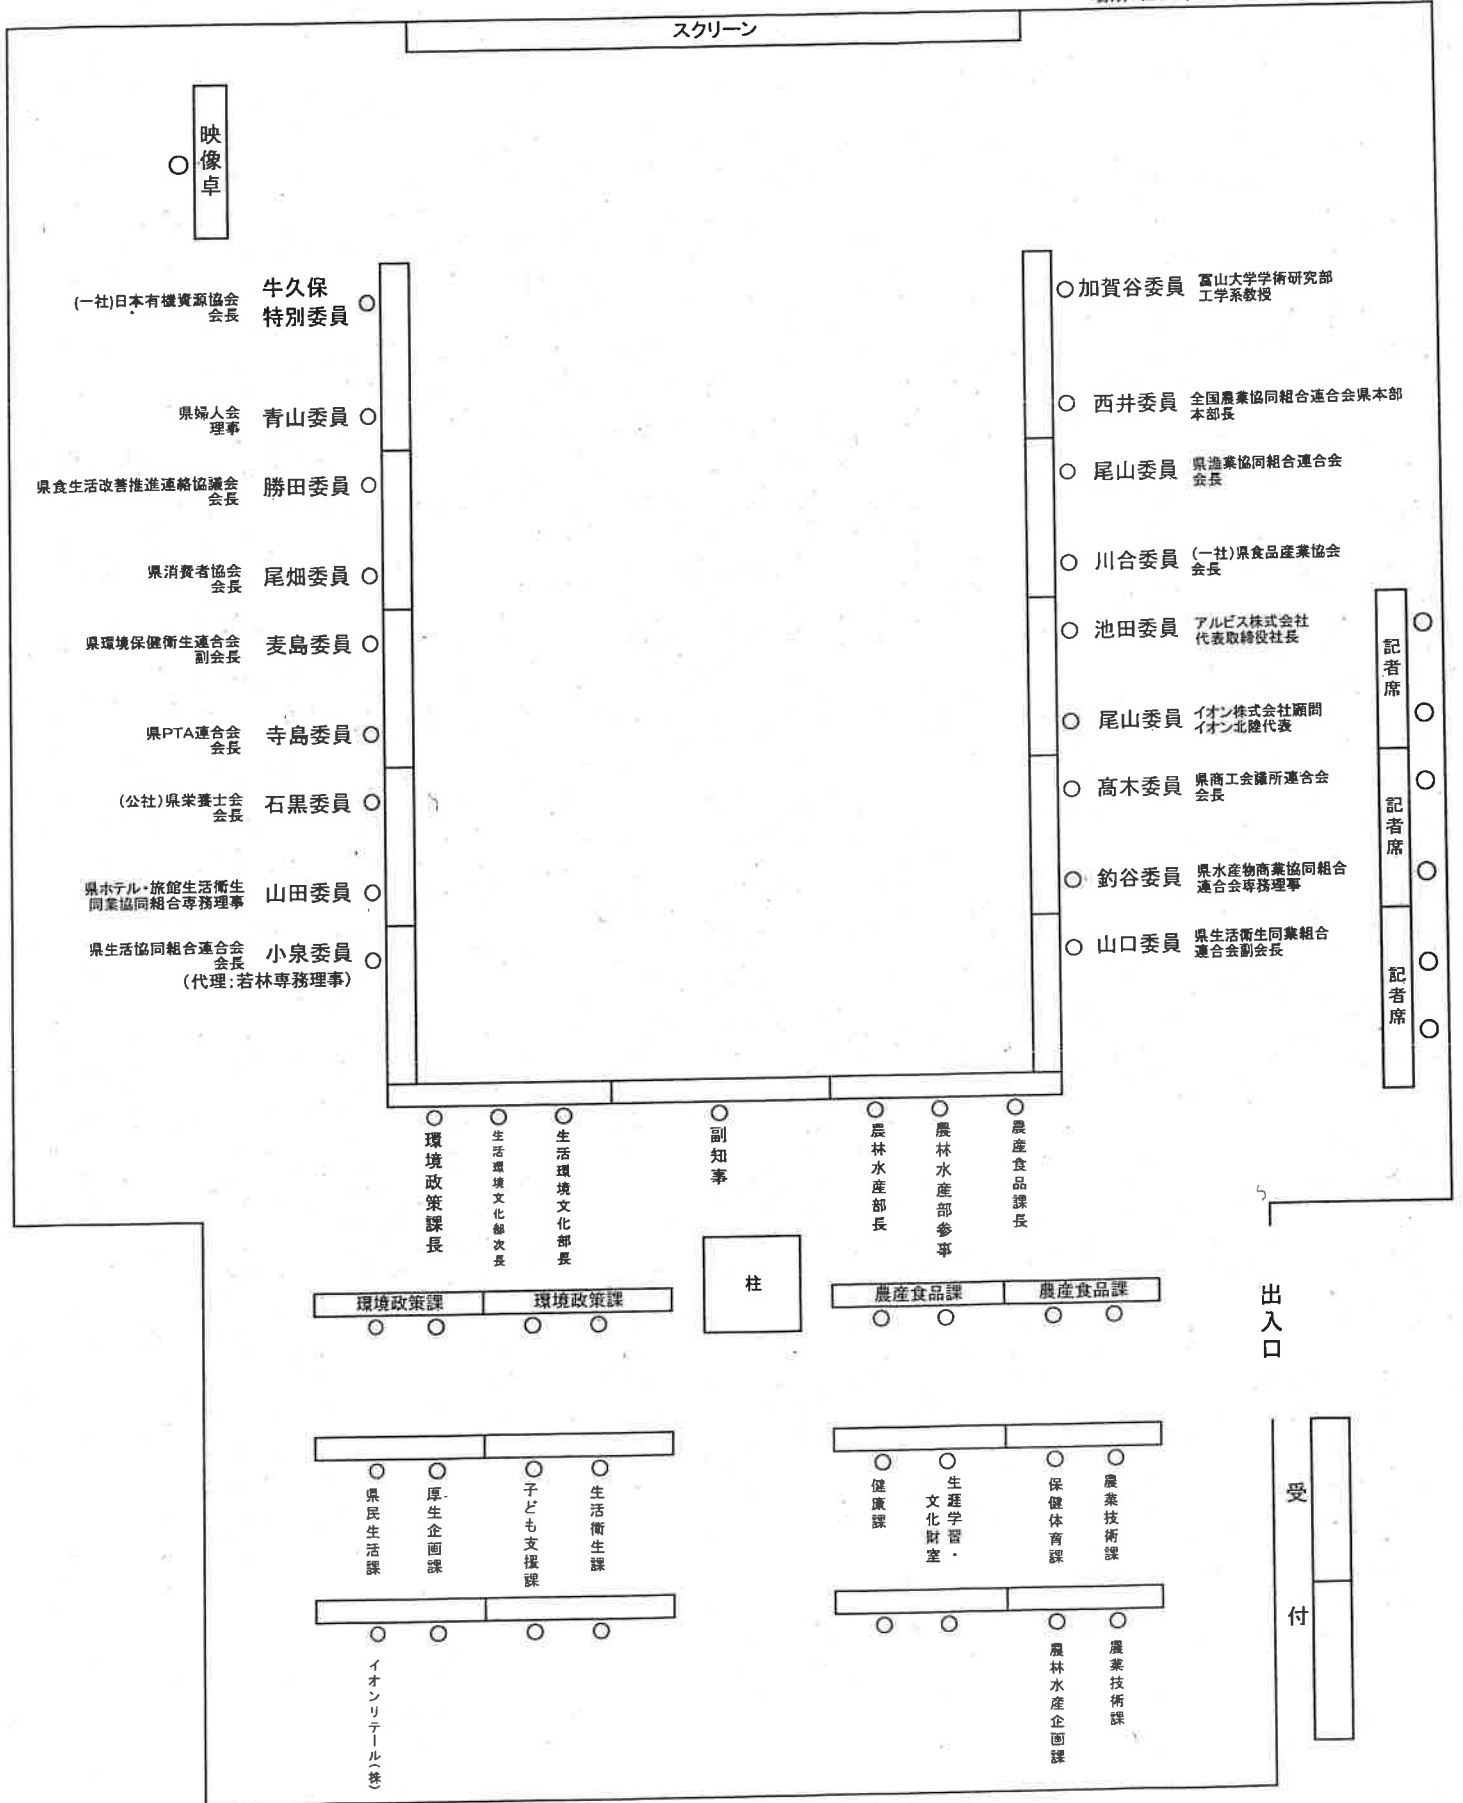 スクリーン
映像卓
(一社)日本有機資源協会
会長
牛久保
特別委員
県婦人会
理事
青山委員
県食生活改善推進連絡協議会
会長
勝田委員
県消費者協会
会長
尾畑委員
県環境保健衛生連合会
副会長
麦島委員
県PTA連合会
会長
寺島委員
(公社)県栄養士会
会長
石黒委員
県ホテル・旅館生活衛生
同業協同組合専務理事
山田委員
県生活協同組合連合会
会長
小泉委員
(代理:若林専務理事)
加賀谷委員
富山大学学術研究部
工学系教授
西井委員
全国農業協同組合連合会県本部
本部長
尾山委員
県漁業協同組合連合会
会長
川合委員
(一社)県食品産業協会
会長
池田委員
アルビス株式会社
代表取締役社長
尾山委員
イオン株式会社顧問
イオン北陸代表
髙木委員
県商工会議所連合会
会長
釣谷委員
県水産物商業協同組合
連合会専務理事
山口委員
県生活衛生同業組合
連合会副会長
記者席
記者席
記者席
環境政策課長
生活環境文化部次長
生活環境文化部長
副知事
農林水産部長
農林水産部参事
農産食品課長
環境政策課
環境政策課
柱
農産食品課
農産食品課
出入口
県民生活課
厚生企画課
子ども支援課
生活衛生課
健康課
生涯学習・
文化財室
保健体育課
農業技術課
受付
イオンリテール(株)
農林水産企画課
農業技術課